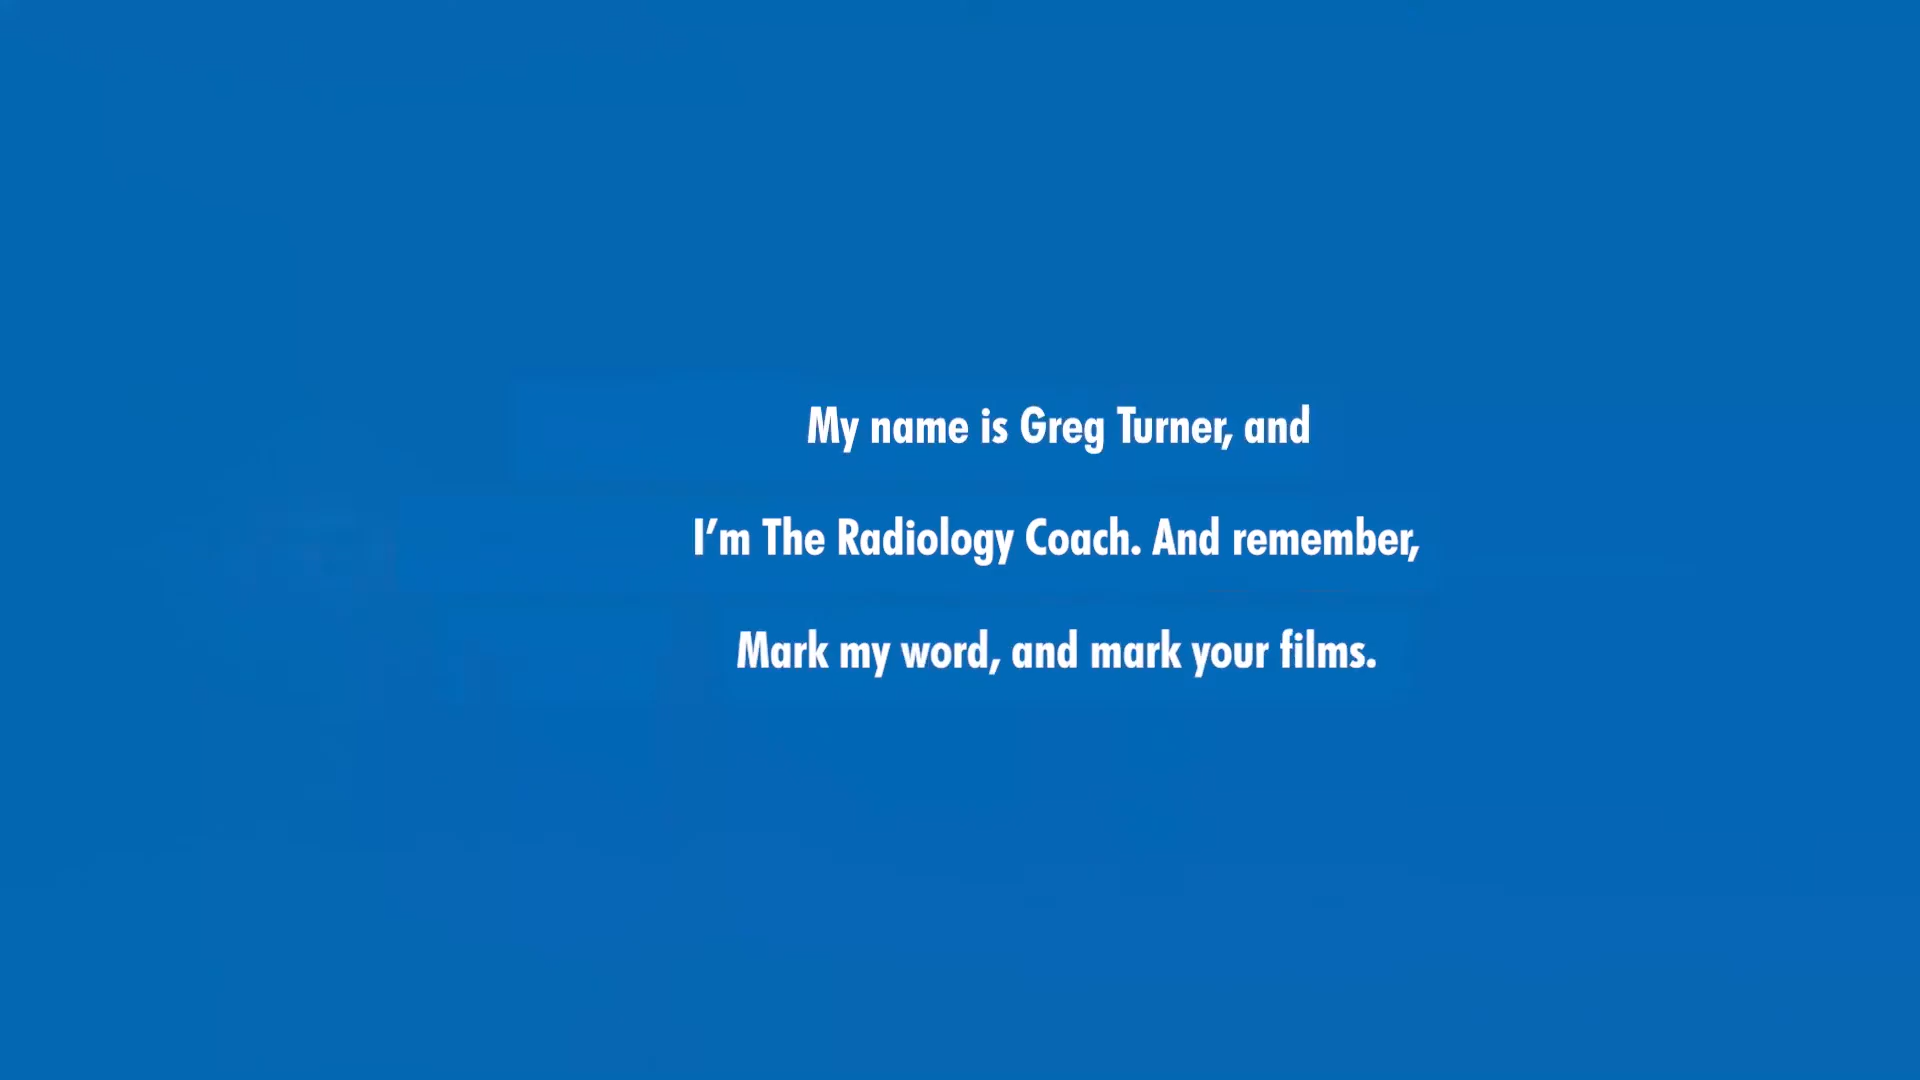 My name is Greg Turner, and
I’m The Radiology Coach. And remember,
Mark my word, and mark your films.